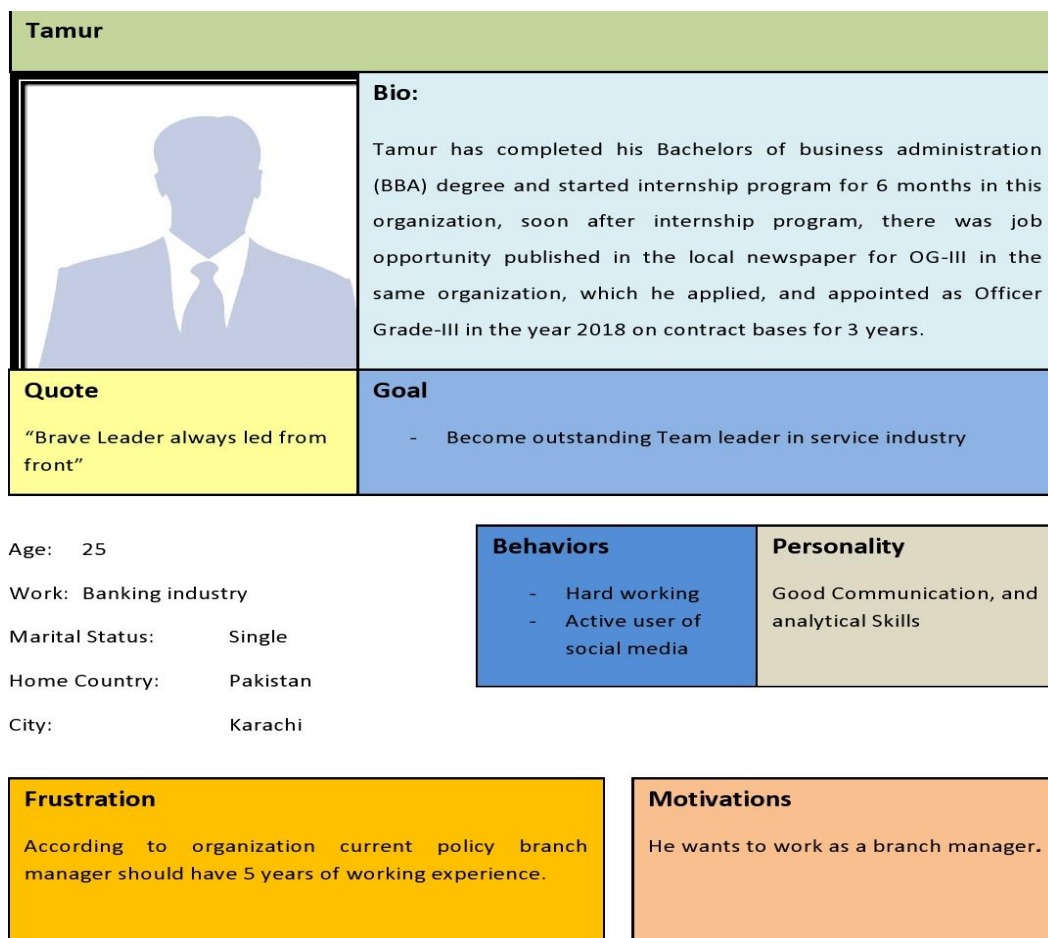 Tamur
Bio:
Tamur has completed his Bachelors of business administration
(BBA) degree and started internship program for 6 months in this
organization, soon after internship program, there was job
opportunity published in the local newspaper for OG-III in the
same organization, which he applied, and appointed as Officer
Grade-III in the year 2018 on contract bases for 3 years.
Quote
“Brave Leader always led from
front”
Goal
- Become outstanding Team leader in service industry
Age: 25
Work: Banking industry
Marital Status: Single
Home Country: Pakistan
City: Karachi
Behaviors
- Hard working
- Active user of
social media
Personality
Good Communication, and
analytical Skills
Frustration
According to organization current policy branch
manager should have 5 years of working experience.
Motivations
He wants to work as a branch manager.